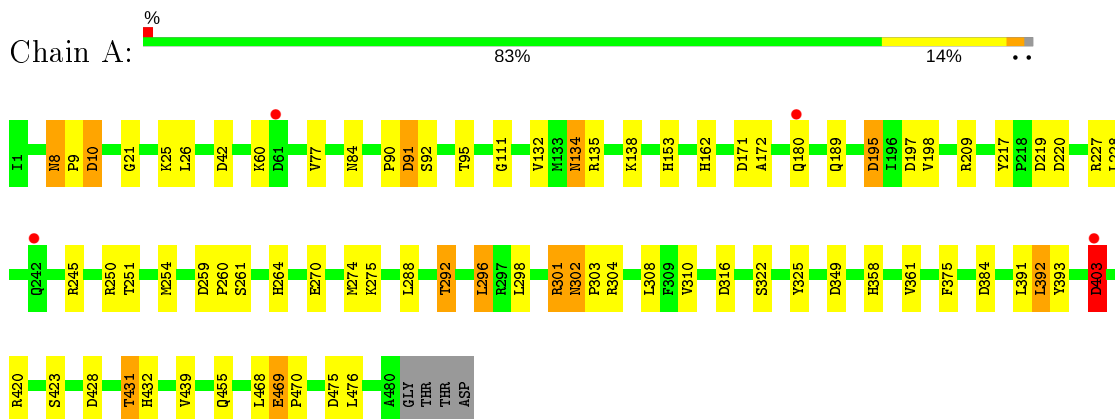 %
Chain A:
83% 14% • •
I1 N8 P9 D10 G21 K25 L26 D42 K60 D61 V77 N84 P90 D91 S92 T95 G111 V132 M133 N134 R135 K138 H153 H162 D171 A172 Q180 Q189 D195 I196 D197 V198 R209 Y217 P218 D219 D220 R227 L228
Q242 R245 R250 T251 M254 D259 P260 S261 H264 E270 M274 K275 L288 T292 L296 R297 L298 R301 N302 P303 R304 L308 F309 V310 D316 S322 Y325 D349 H358 V361 F375 D384 L391 L392 Y393 D403
R420 S423 D428 T431 H432 V439 Q455 L468 E469 P470 D475 L476 A480 GLY THR THR ASP